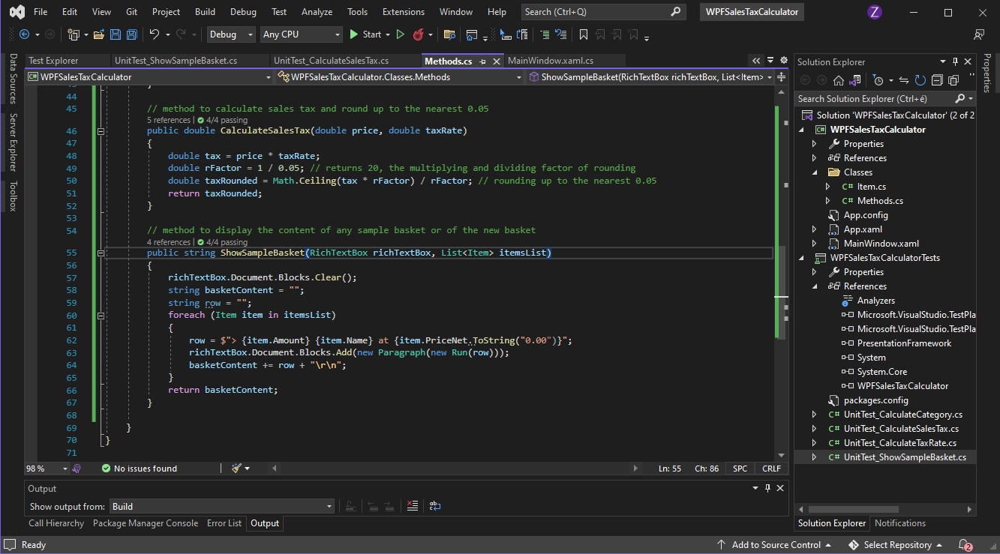 File Edit View Git Project Build Debug Test Analyze Tools Extensions Window Help Search (Ctrl+Q) WPFSalesTaxCalculator Z
Debug Any CPU Start
Data Sources
Server Explorer
Toolbox
Test Explorer UnitTest_ShowSampleBasket.cs UnitTest_CalculateSalesTax.cs Methods.cs MainWindow.xaml.cs
WPFSalesTaxCalculator WPFSalesTaxCalculator.Classes.Methods ShowSampleBasket(RichTextBox richTextBox, List<Item>
43 }
44
45 // method to calculate sales tax and round up to the nearest 0.05
5 references | 4/4 passing
46 public double CalculateSalesTax(double price, double taxRate)
47 {
48 double tax = price * taxRate;
49 double rFactor = 1 / 0.05; // returns 20, the multiplying and dividing factor of rounding
50 double taxRounded = Math.Ceiling(tax * rFactor) / rFactor; // rounding up to the nearest 0.05
51 return taxRounded;
52 }
53
54 // method to display the content of any sample basket or of the new basket
4 references | 4/4 passing
55 public string ShowSampleBasket(RichTextBox richTextBox, List<Item> itemsList)
56 {
57 richTextBox.Document.Blocks.Clear();
58 string basketContent = "";
59 string row = "";
60 foreach (Item item in itemsList)
61 {
62 row = $"> {item.Amount} {item.Name} at {item.PriceNet.ToString("0.00")}";
63 richTextBox.Document.Blocks.Add(new Paragraph(new Run(row)));
64 basketContent += row + "\r\n";
65 }
66 return basketContent;
67 }
68
69 }
70 }
71
98 % No issues found Ln: 55 Ch: 86 SPC CRLF
Output
Show output from: Build
Call Hierarchy Package Manager Console Error List Output
Solution Explorer
Search Solution Explorer (Ctrl+é)
Solution 'WPFSalesTaxCalculator' (2 of 2
WPFSalesTaxCalculator
Properties
References
Classes
C# Item.cs
C# Methods.cs
App.config
App.xaml
MainWindow.xaml
WPFSalesTaxCalculatorTests
Properties
References
Analyzers
Microsoft.VisualStudio.TestPla
Microsoft.VisualStudio.TestPla
PresentationFramework
System
System.Core
WPFSalesTaxCalculator
packages.config
C# UnitTest_CalculateCategory.cs
C# UnitTest_CalculateSalesTax.cs
C# UnitTest_CalculateTaxRate.cs
C# UnitTest_ShowSampleBasket.cs
Solution Explorer Notifications
Properties
Ready Add to Source Control Select Repository 2